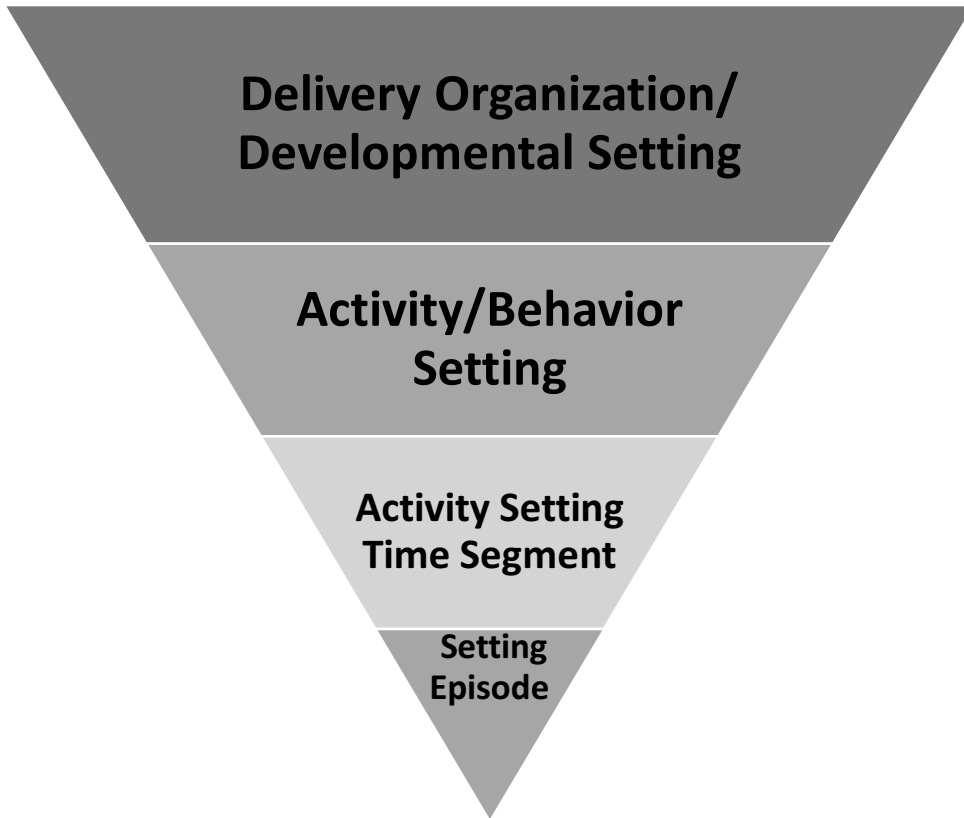 Delivery Organization/
Developmental Setting
Activity/Behavior
Setting
Activity Setting
Time Segment
Setting
Episode